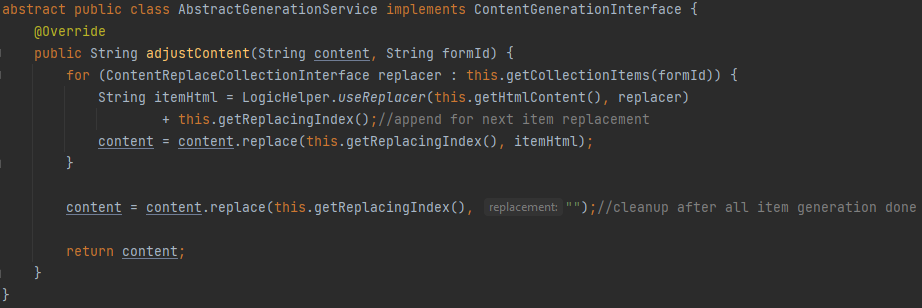 abstract public class AbstractGenerationService implements ContentGenerationInterface {
    @Override
    public String adjustContent(String content, String formId) {
        for (ContentReplaceCollectionInterface replacer : this.getCollectionItems(formId)) {
            String itemHtml = LogicHelper.useReplacer(this.getHtmlContent(), replacer)
                    + this.getReplacingIndex();//append for next item replacement
            content = content.replace(this.getReplacingIndex(), itemHtml);
        }
        content = content.replace(this.getReplacingIndex(), replacement: "");//cleanup after all item generation done
        return content;
    }
}